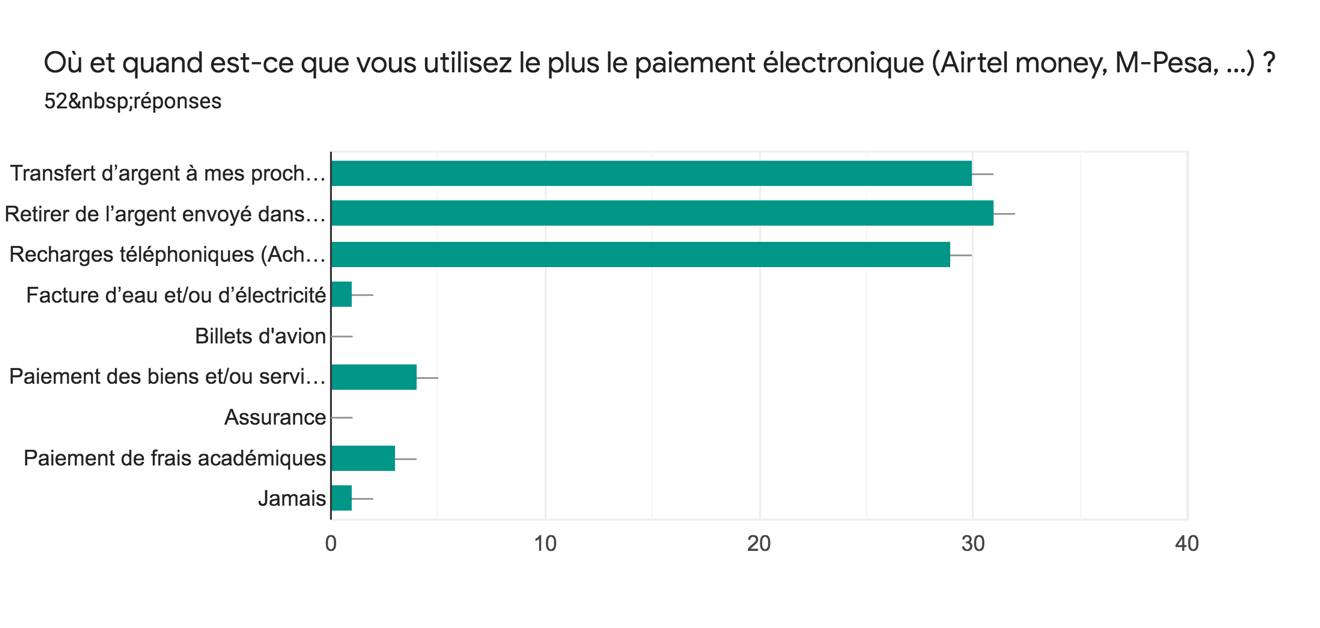 Où et quand est-ce que vous utilisez le plus le paiement électronique (Airtel money, M-Pesa, ...) ?
52&nbsp;réponses
Transfert d’argent à mes proch…
Retirer de l’argent envoyé dans…
Recharges téléphoniques (Ach…
Facture d’eau et/ou d’électricité
Billets d'avion
Paiement des biens et/ou servi…
Assurance
Paiement de frais académiques
Jamais
0 10 20 30 40